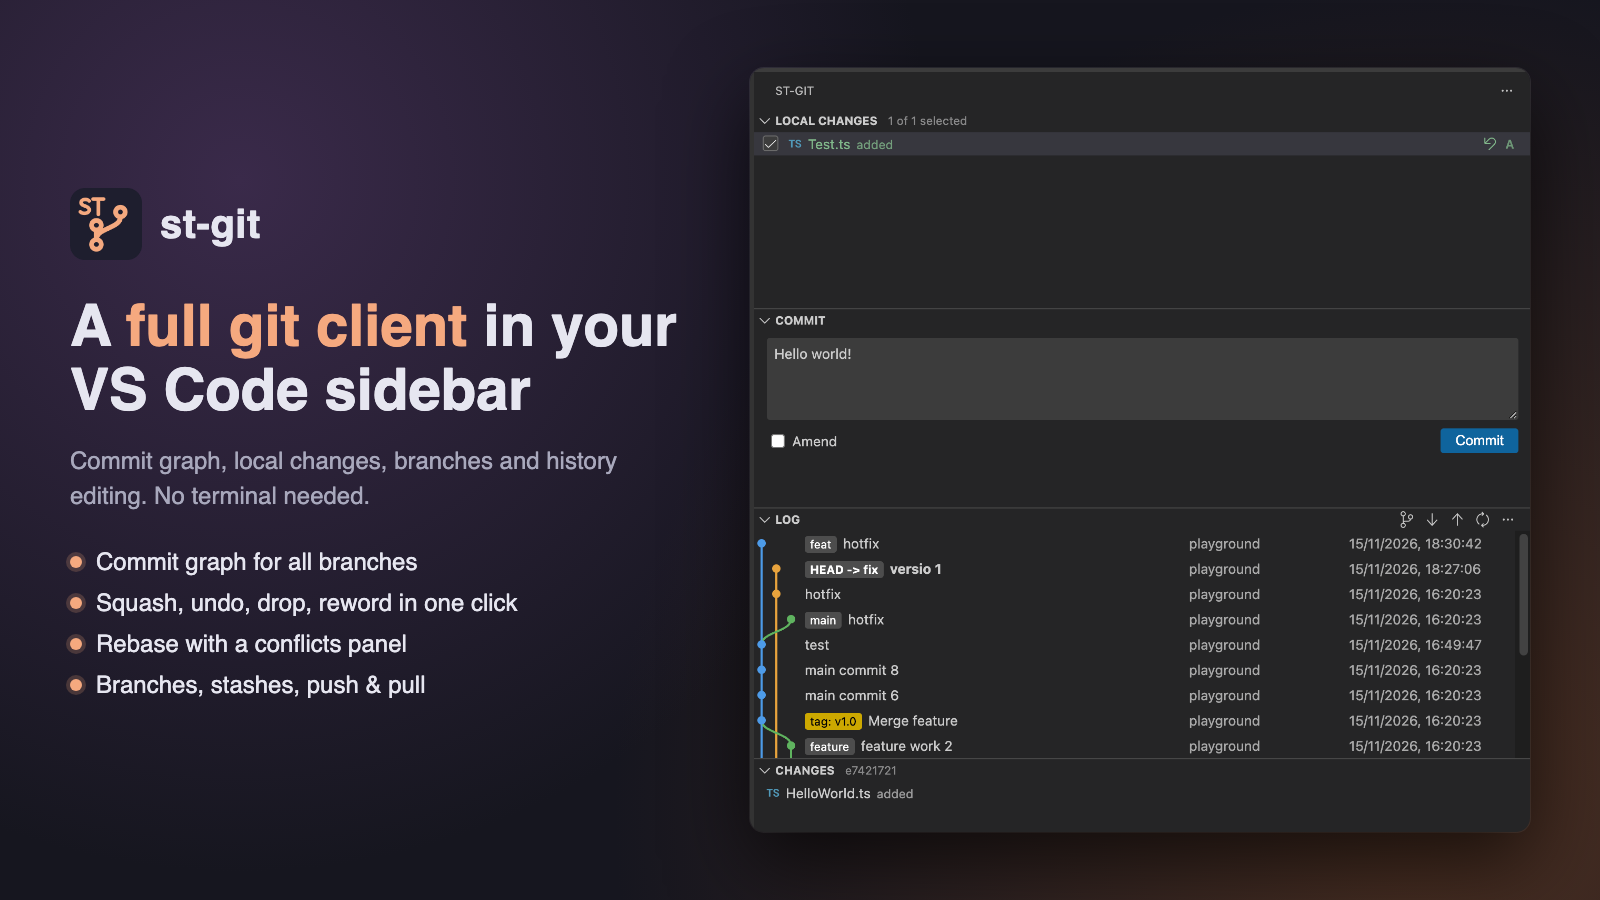 ST
st-git
A full git client in your
VS Code sidebar
Commit graph, local changes, branches and history
editing. No terminal needed.
Commit graph for all branches
Squash, undo, drop, reword in one click
Rebase with a conflicts panel
Branches, stashes, push & pull
ST-GIT
LOCAL CHANGES 1 of 1 selected
TS Test.ts added A
COMMIT
Hello world!
Amend Commit
LOG
feat hotfix playground 15/11/2026, 18:30:42
HEAD -> fix versio 1 playground 15/11/2026, 18:27:06
hotfix playground 15/11/2026, 16:20:23
main hotfix playground 15/11/2026, 16:20:23
test playground 15/11/2026, 16:49:47
main commit 8 playground 15/11/2026, 16:20:23
main commit 6 playground 15/11/2026, 16:20:23
tag: v1.0 Merge feature playground 15/11/2026, 16:20:23
feature feature work 2 playground 15/11/2026, 16:20:23
CHANGES e7421721
TS HelloWorld.ts added